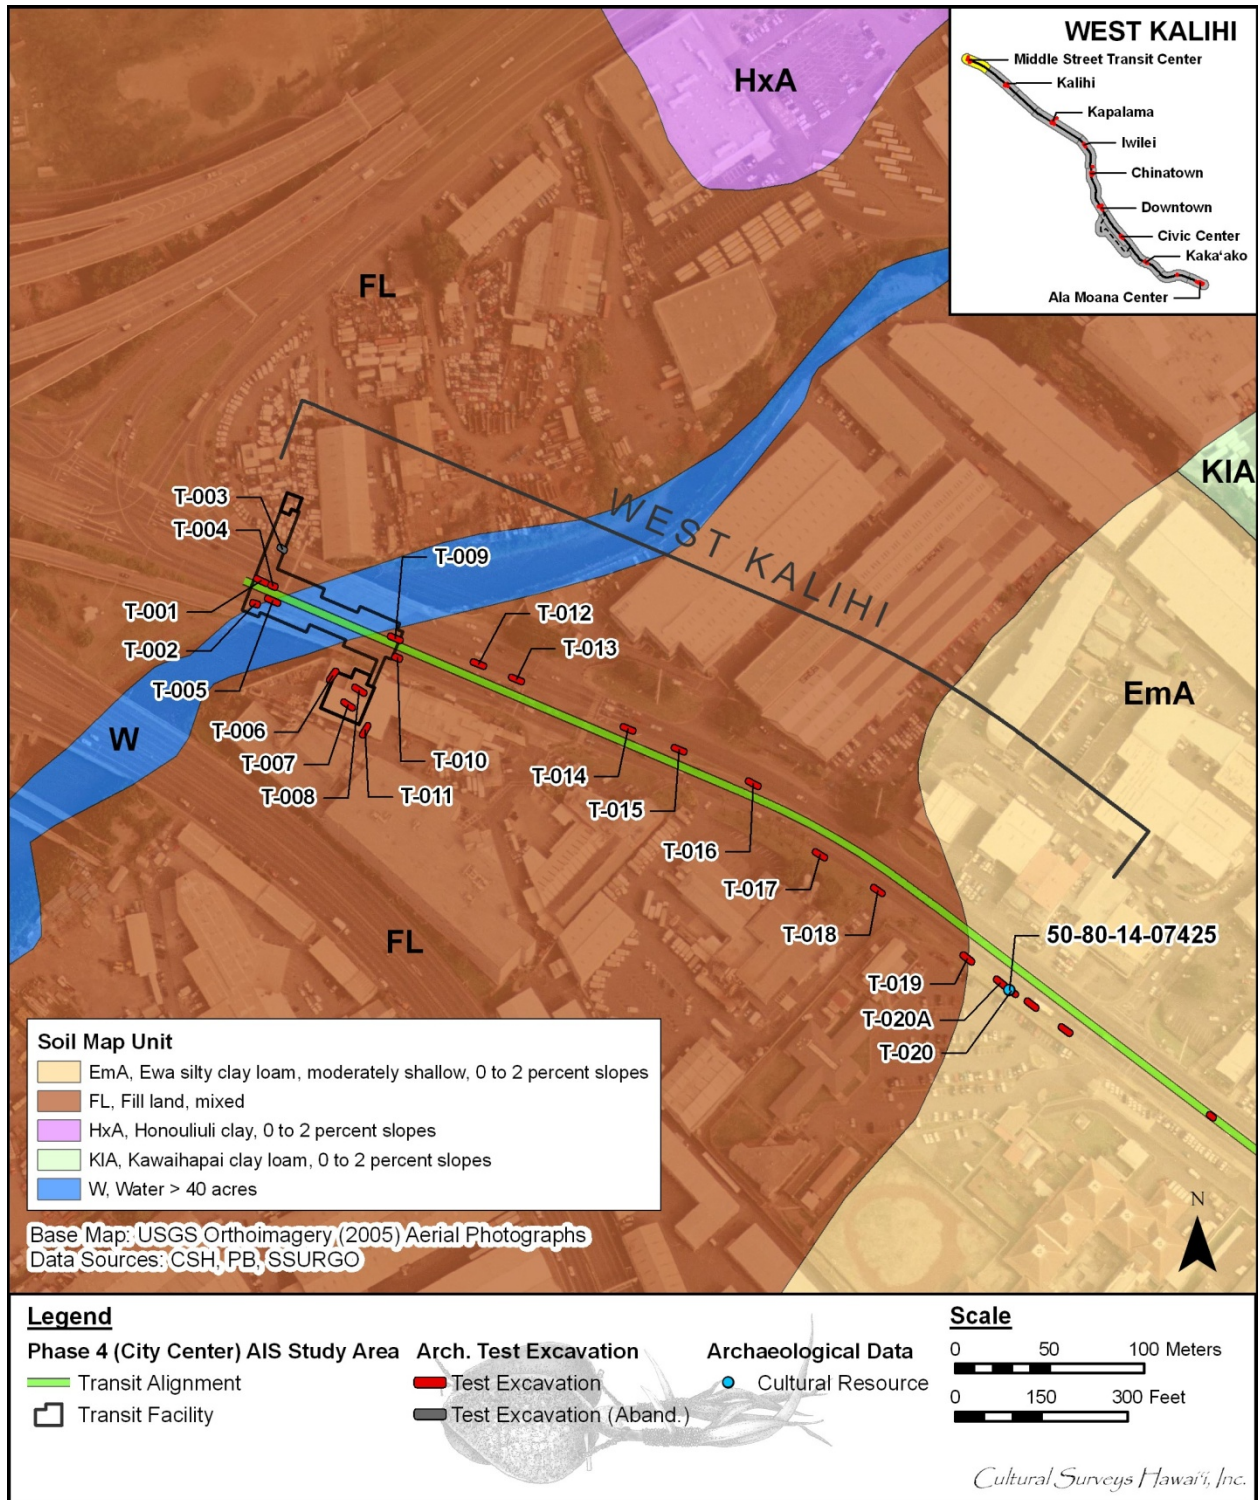 WEST KALIHI
Middle Street Transit Center
Kalihi
Kapalama
Iwilei
Chinatown
Downtown
Civic Center
Kaka‘ako
Ala Moana Center
HxA
FL
KIA
T-003
T-004
T-009
WEST KALIHI
T-001
T-012
T-002
T-013
T-005
EmA
T-006
W
T-007
T-010
T-014
T-008
T-011
T-015
T-016
T-017
T-018
FL
50-80-14-07425
T-019
T-020A
T-020
Soil Map Unit
EmA, Ewa silty clay loam, moderately shallow, 0 to 2 percent slopes
FL, Fill land, mixed
HxA, Honouliuli clay, 0 to 2 percent slopes
KIA, Kawaihapai clay loam, 0 to 2 percent slopes
W, Water > 40 acres
N
Base Map: USGS Orthoimagery (2005) Aerial Photographs
Data Sources: CSH, PB, SSURGO
Legend
Phase 4 (City Center) AIS Study Area
Transit Alignment
Transit Facility
Arch. Test Excavation
Test Excavation
Test Excavation (Aband.)
Archaeological Data
Cultural Resource
Scale
0 50 100 Meters
0 150 300 Feet
Cultural Surveys Hawai‘i, Inc.